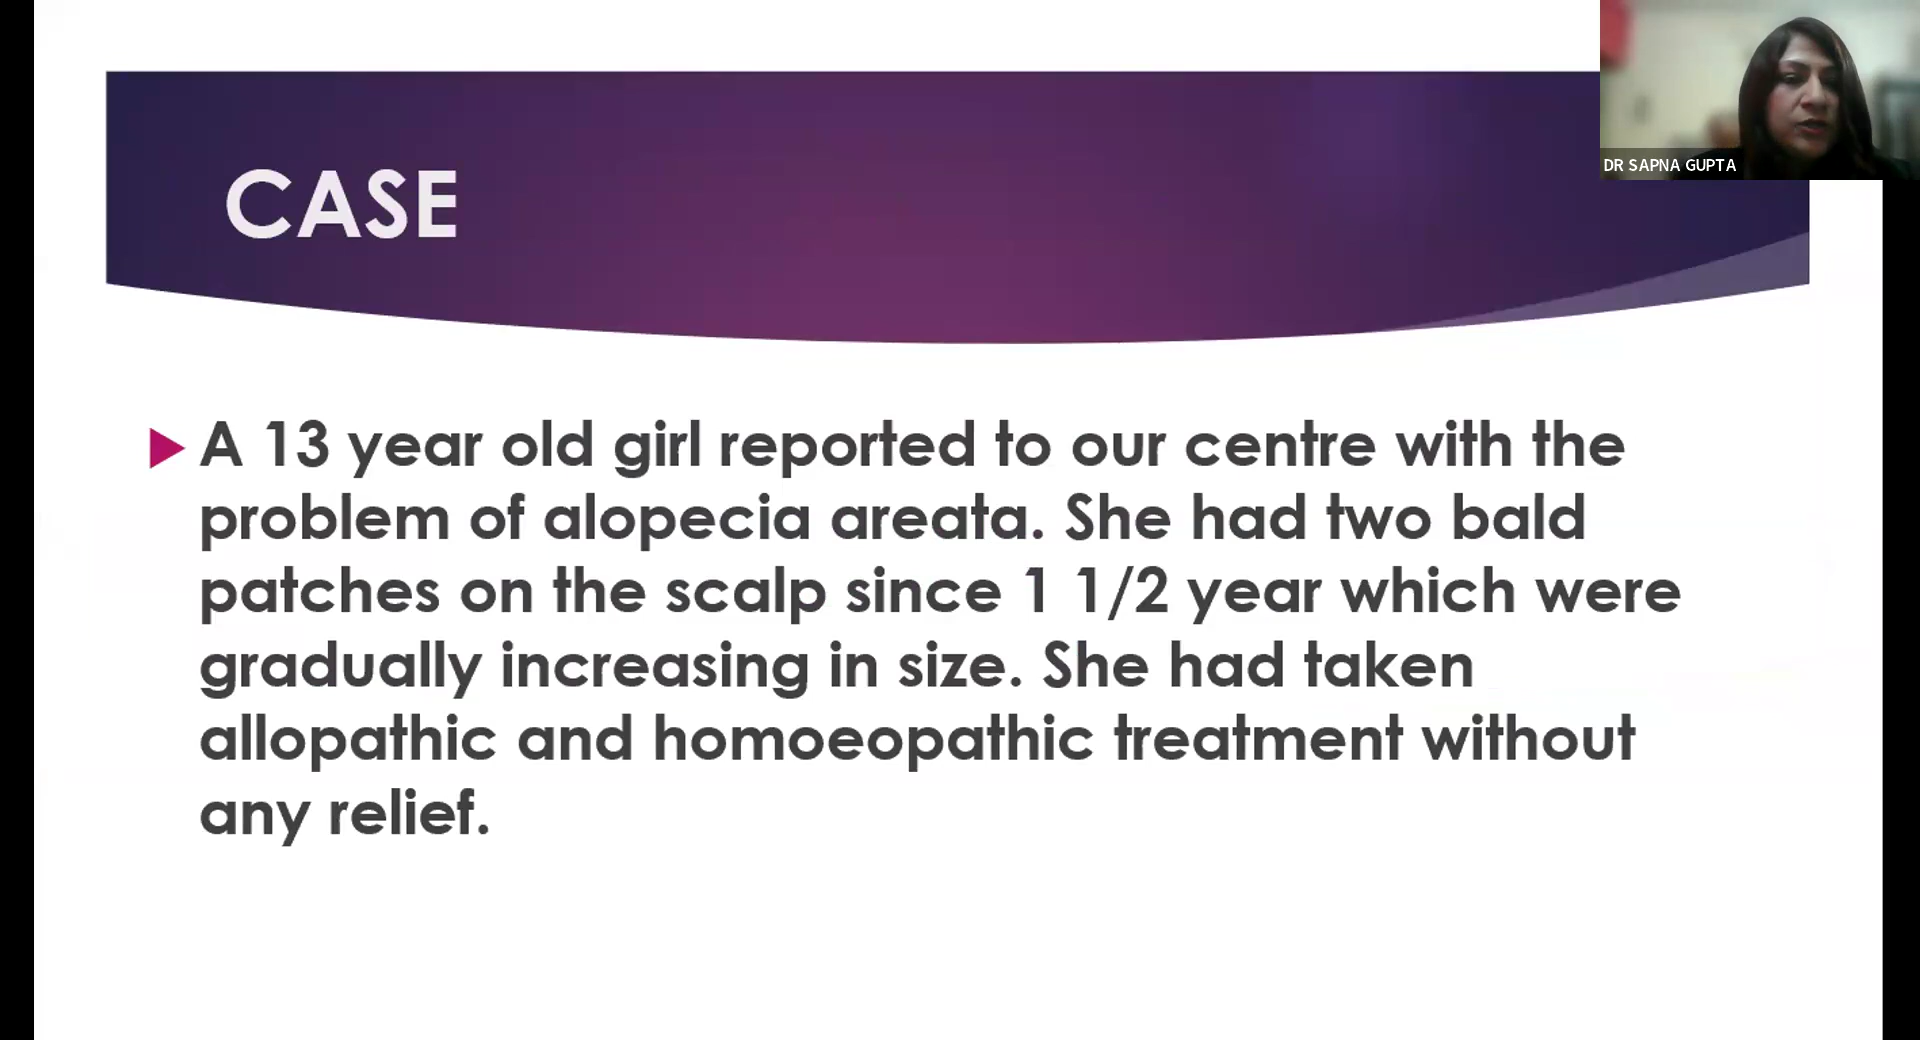 CASE
DR SAPNA GUPTA
A 13 year old girl reported to our centre with the
problem of alopecia areata. She had two bald
patches on the scalp since 1 1/2 year which were
gradually increasing in size. She had taken
allopathic and homoeopathic treatment without
any relief.